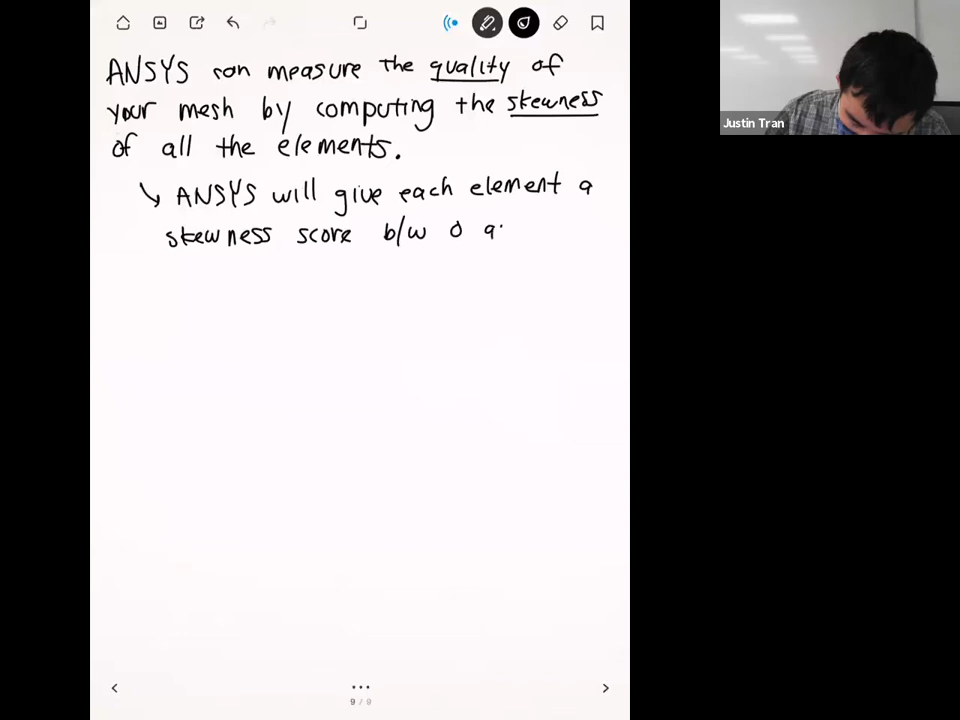 ANSYS can measure the quality of
your mesh by computing the skewness
of all the elements.
↳ ANSYS will give each element a
skewness score b/w 0 a
9 / 9
Justin Tran